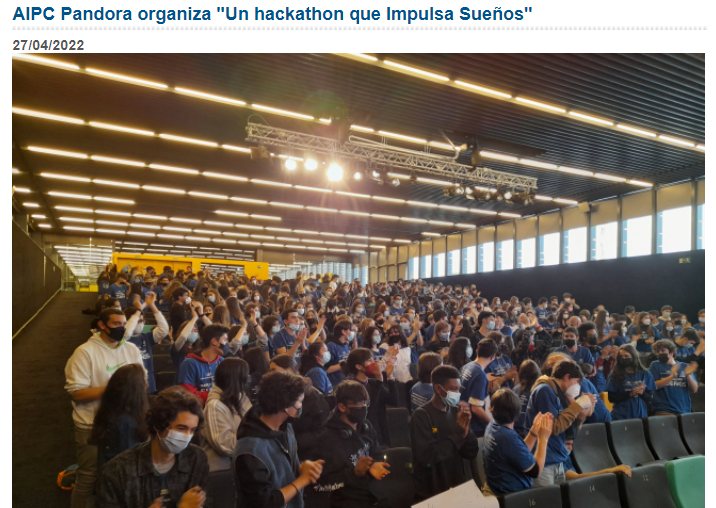 AIPC Pandora organiza "Un hackathon que Impulsa Sueños"
27/04/2022